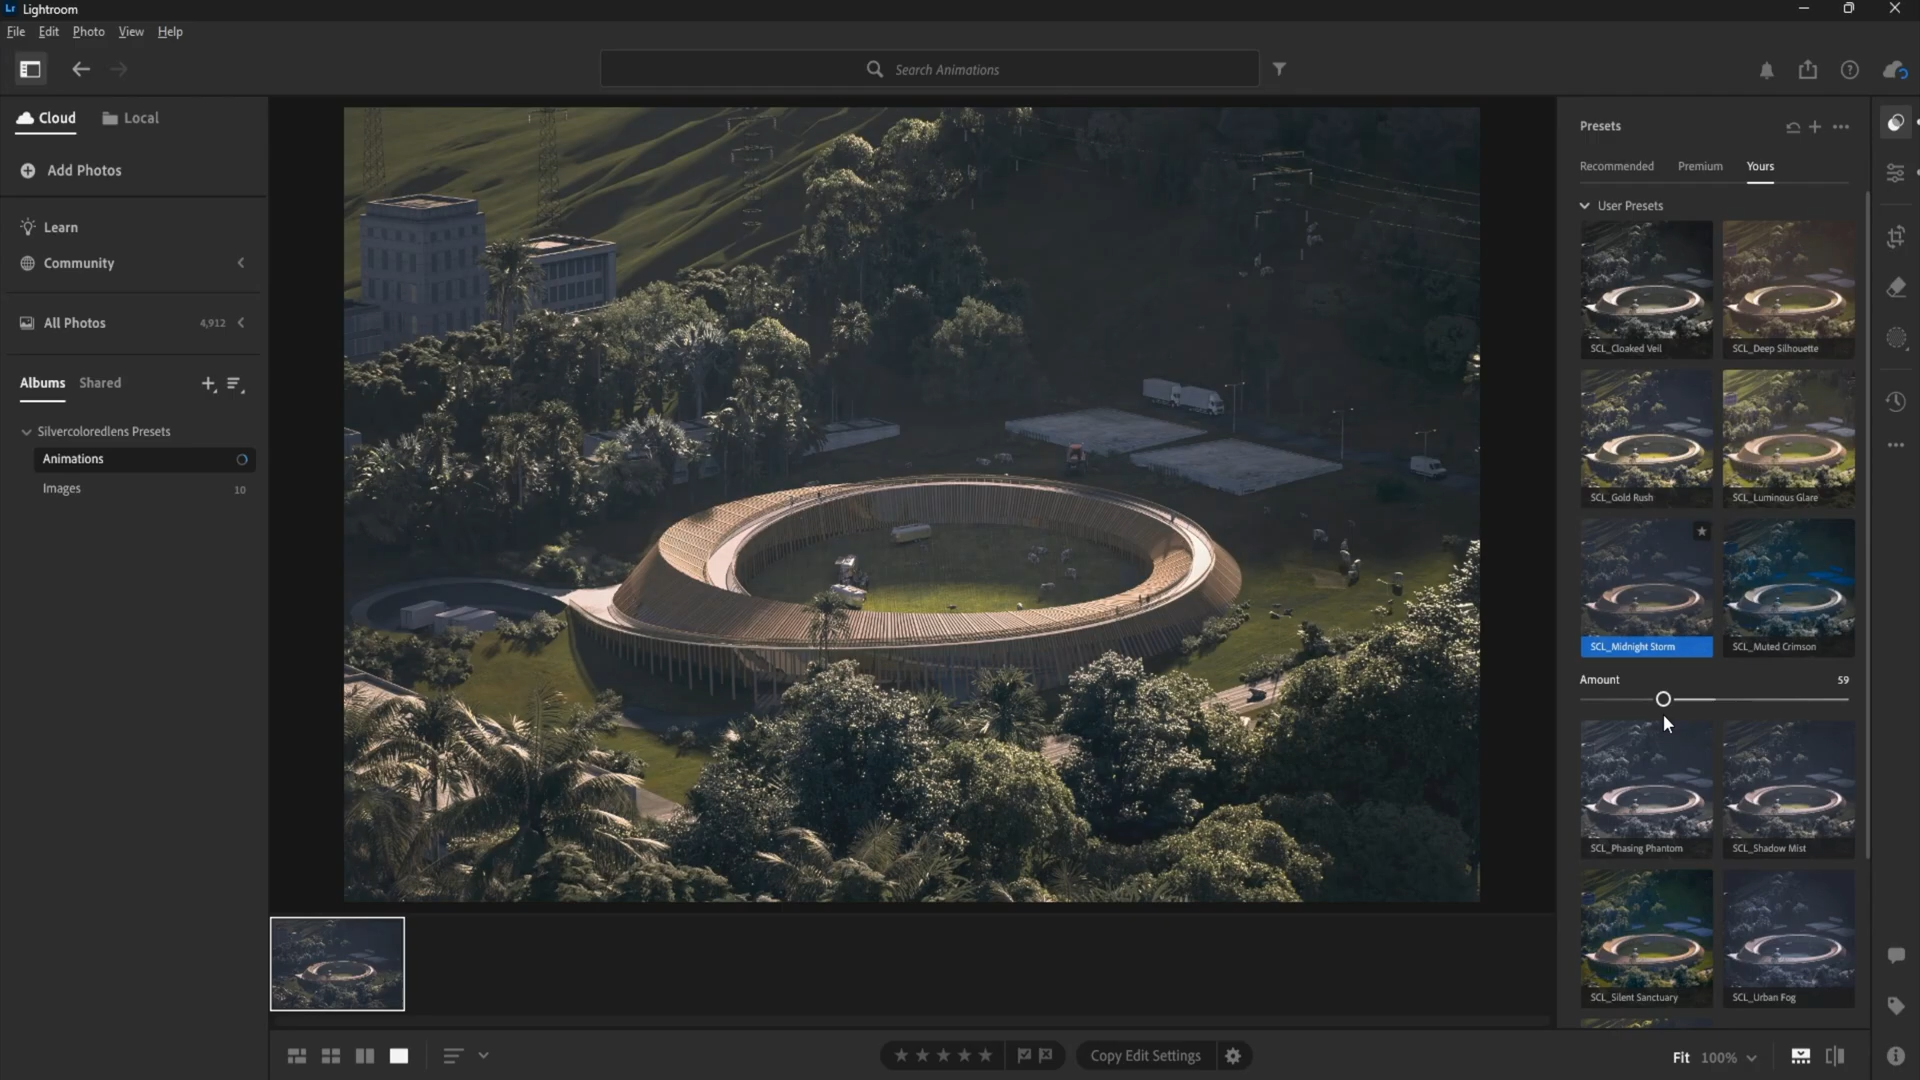 Lr Lightroom
File Edit Photo View Help
Search Animations
Cloud Local
Add Photos
Learn
Community
All Photos 4,912
Albums Shared
Silvercoloredlens Presets
Animations
Images 10
Presets
Recommended Premium Yours
User Presets
SCL_Cloaked Veil SCL_Deep Silhouette
SCL_Gold Rush SCL_Luminous Glare
SCL_Midnight Storm SCL_Muted Crimson
Amount 59
SCL_Phasing Phantom SCL_Shadow Mist
SCL_Silent Sanctuary SCL_Urban Fog
Copy Edit Settings
Fit 100%